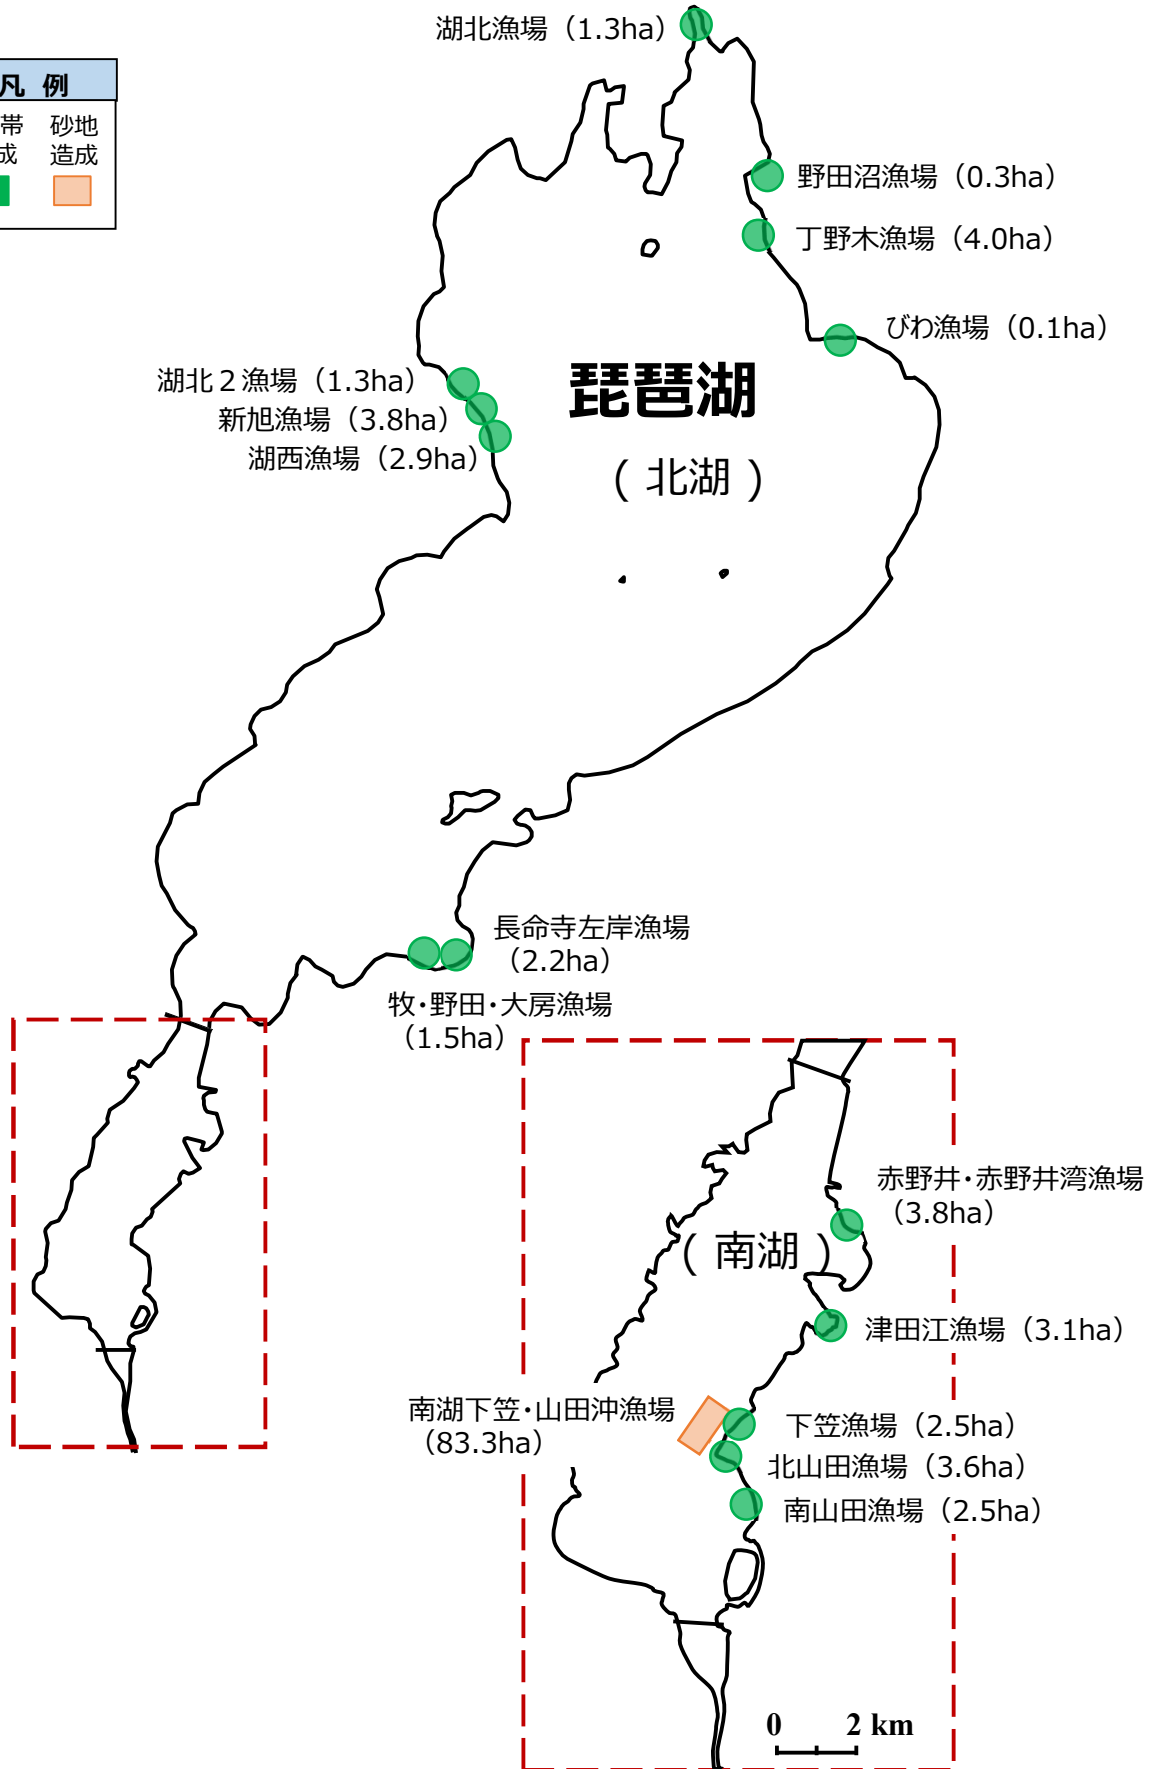 湖北漁場（1.3ha）
凡 例
帯 砂地
成 造成
野田沼漁場（0.3ha）
丁野木漁場（4.0ha）
びわ漁場（0.1ha）
琵琶湖
（ 北湖 ）
湖北２漁場（1.3ha）
新旭漁場（3.8ha）
湖西漁場（2.9ha）
長命寺左岸漁場
（2.2ha）
牧・野田・大房漁場
（1.5ha）
赤野井・赤野井湾漁場
（3.8ha）
（ 南湖 ）
津田江漁場（3.1ha）
南湖下笠・山田沖漁場
（83.3ha）
下笠漁場（2.5ha）
北山田漁場（3.6ha）
南山田漁場（2.5ha）
0 2 km